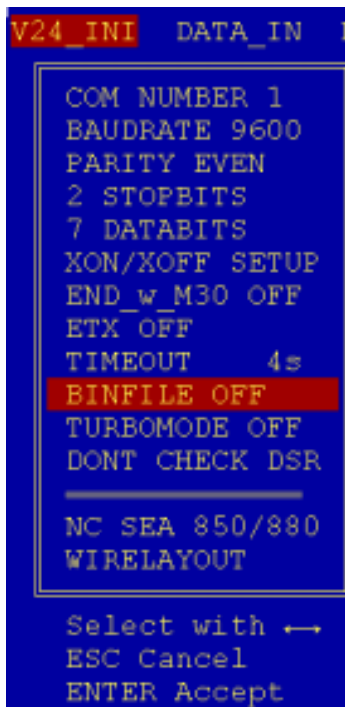 V24_INI DATA_IN
COM NUMBER 1
BAUDRATE 9600
PARITY EVEN
2 STOPBITS
7 DATABITS
XON/XOFF SETUP
END_w_M30 OFF
ETX OFF
TIMEOUT 4s
BINFILE OFF
TURBOMODE OFF
DONT CHECK DSR
NC SEA 850/880
WIRELAYOUT
Select with ←→
ESC Cancel
ENTER Accept